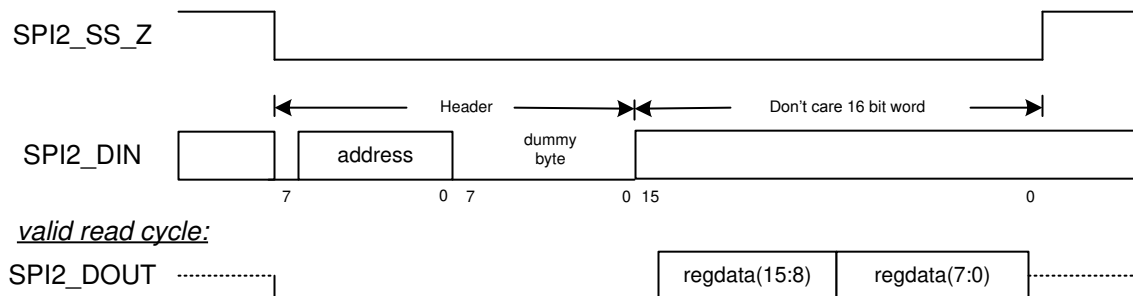 SPI2_SS_Z
Header Don't care 16 bit word
SPI2_DIN address dummy
byte
7 0 7 0 15 0
valid read cycle:
SPI2_DOUT regdata(15:8) regdata(7:0)